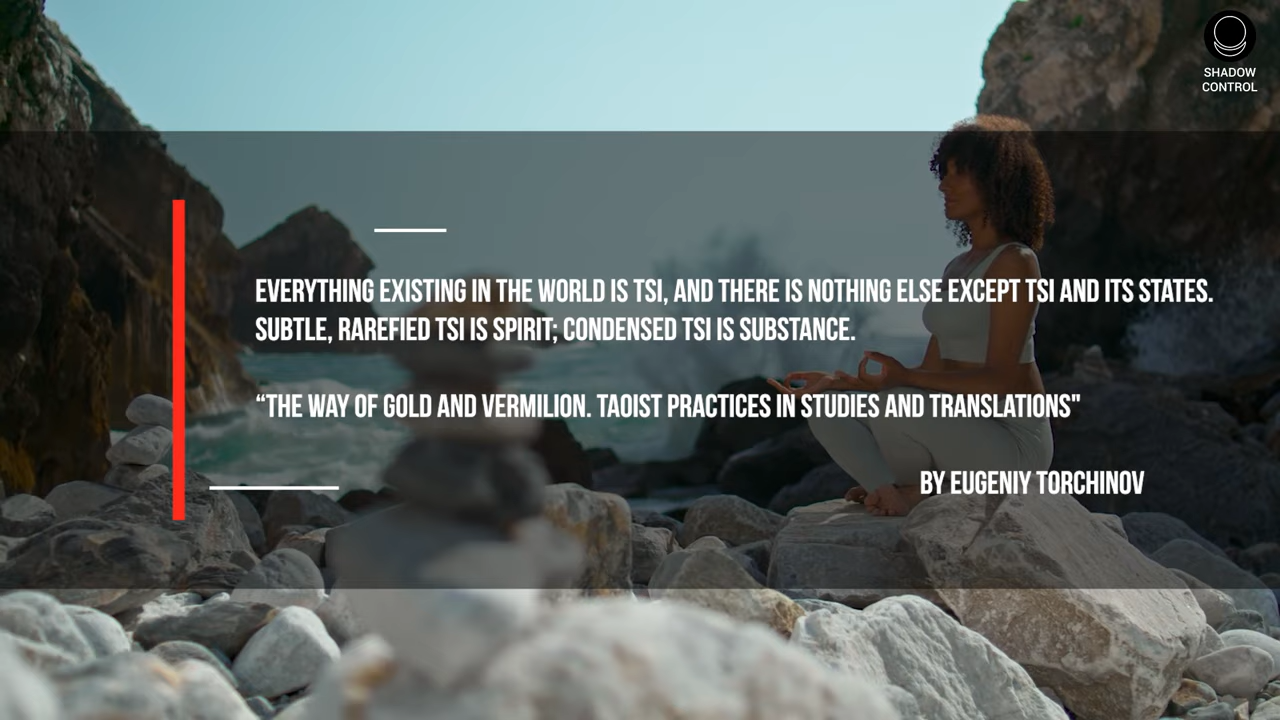 SHADOW
CONTROL
EVERYTHING EXISTING IN THE WORLD IS TSI, AND THERE IS NOTHING ELSE EXCEPT TSI AND ITS STATES.
SUBTLE, RAREFIED TSI IS SPIRIT; CONDENSED TSI IS SUBSTANCE.
“THE WAY OF GOLD AND VERMILION. TAOIST PRACTICES IN STUDIES AND TRANSLATIONS"
BY EUGENIY TORCHINOV